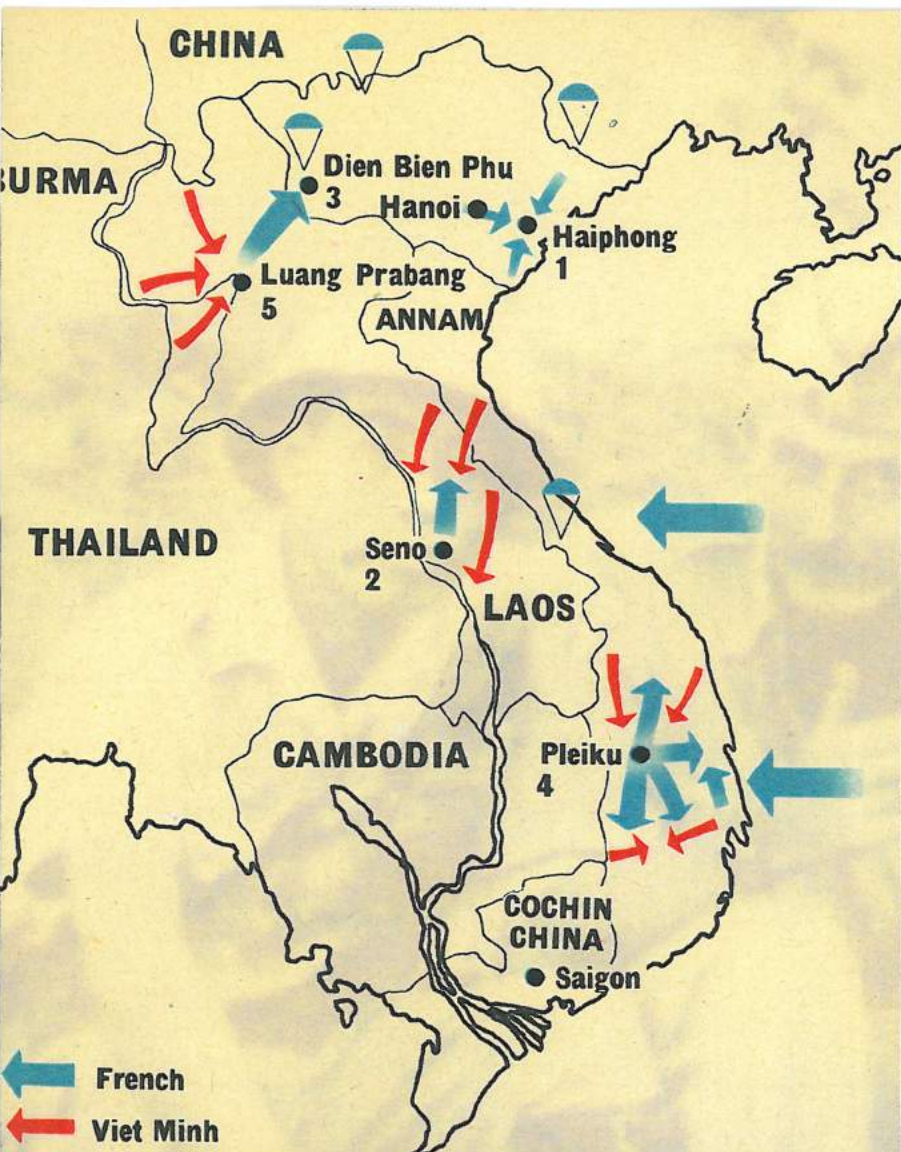 CHINA
BURMA
Dien Bien Phu
3
Hanoi
Haiphong
1
Luang Prabang
5
ANNAM
THAILAND
Seno
2
LAOS
CAMBODIA
Pleiku
4
COCHIN
CHINA
Saigon
French
Viet Minh